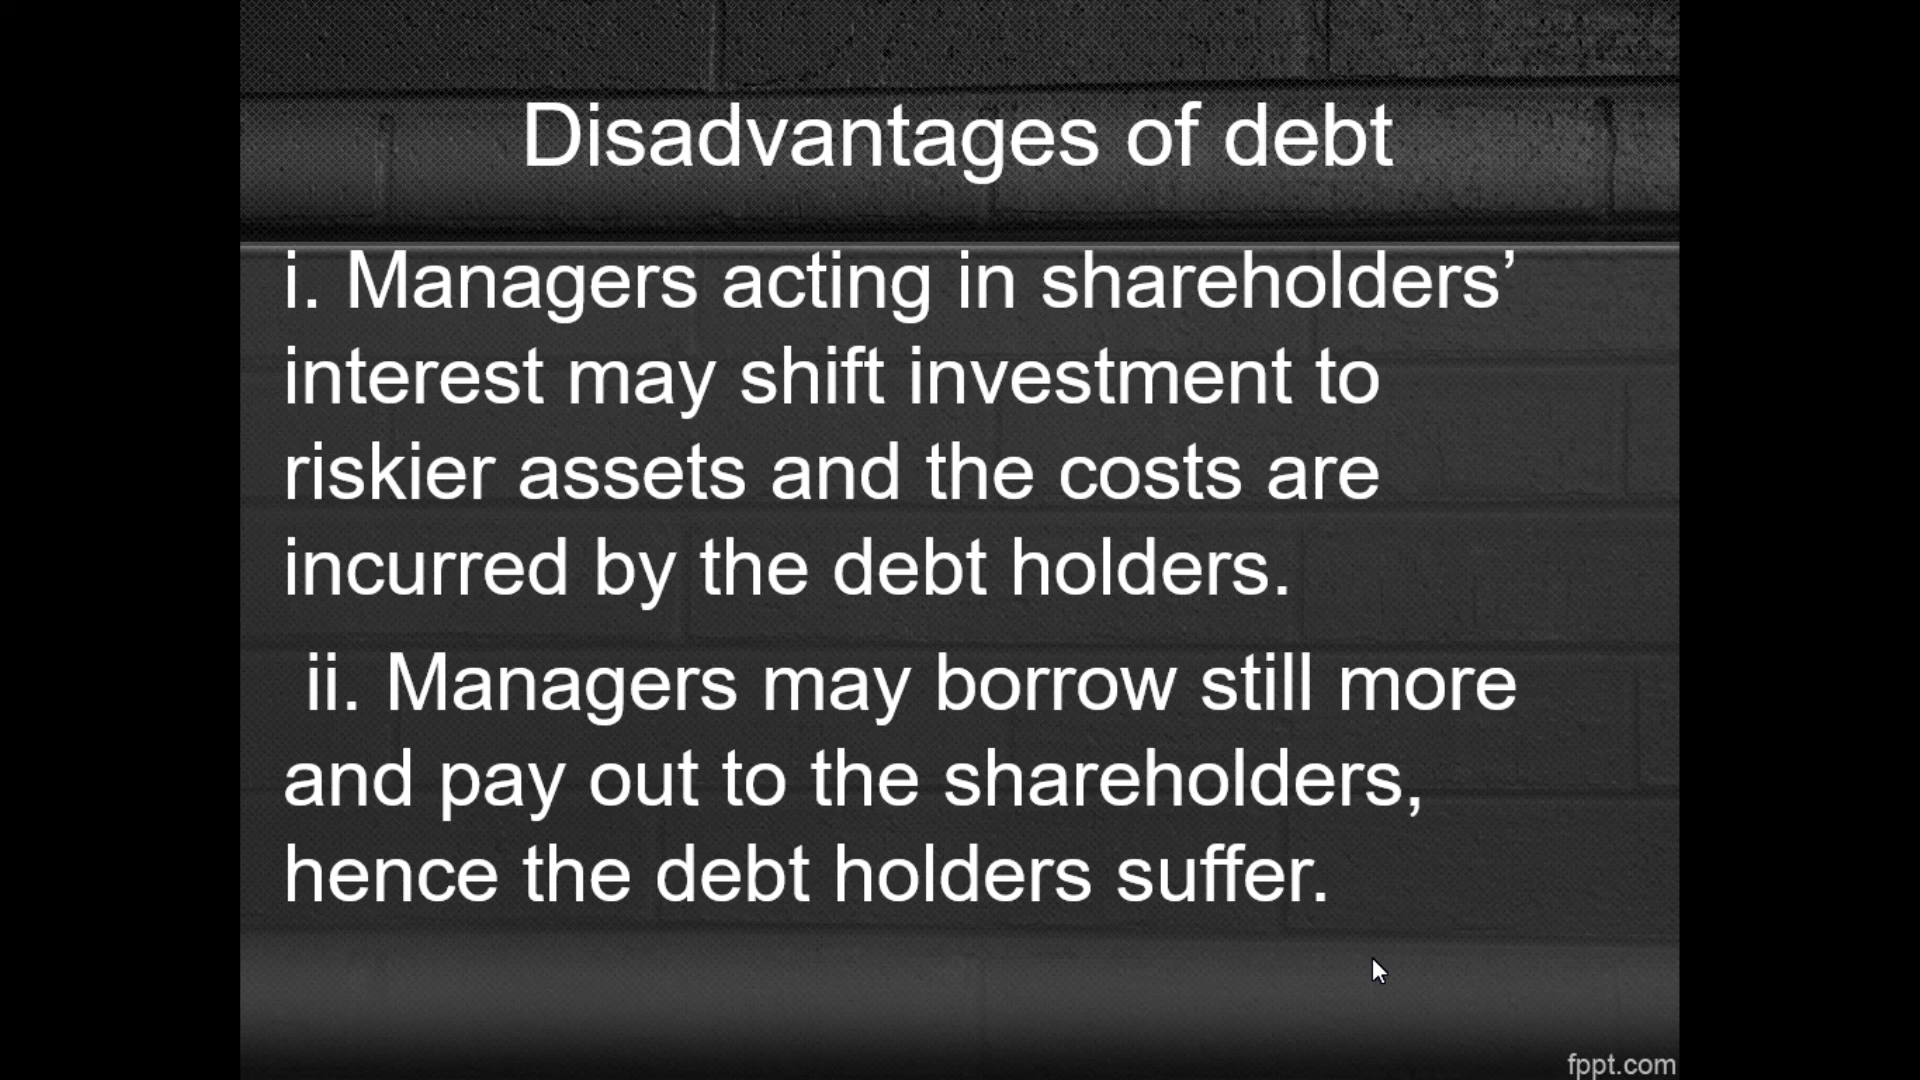 Disadvantages of debt
i. Managers acting in shareholders’
interest may shift investment to
riskier assets and the costs are
incurred by the debt holders.
ii. Managers may borrow still more
and pay out to the shareholders,
hence the debt holders suffer.
fppt.com